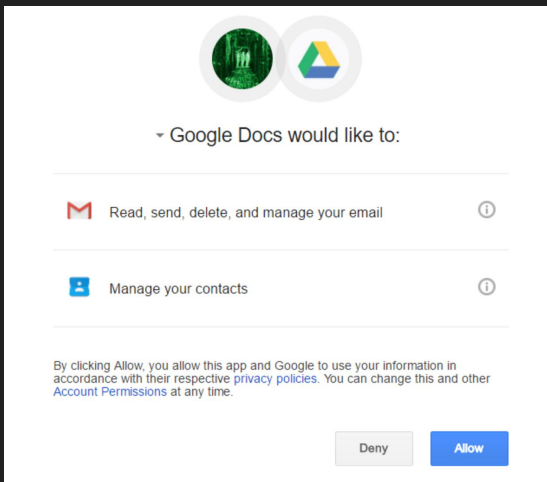 Google Docs would like to:
Read, send, delete, and manage your email
Manage your contacts
By clicking Allow, you allow this app and Google to use your information in
accordance with their respective privacy policies. You can change this and other
Account Permissions at any time.
Deny
Allow